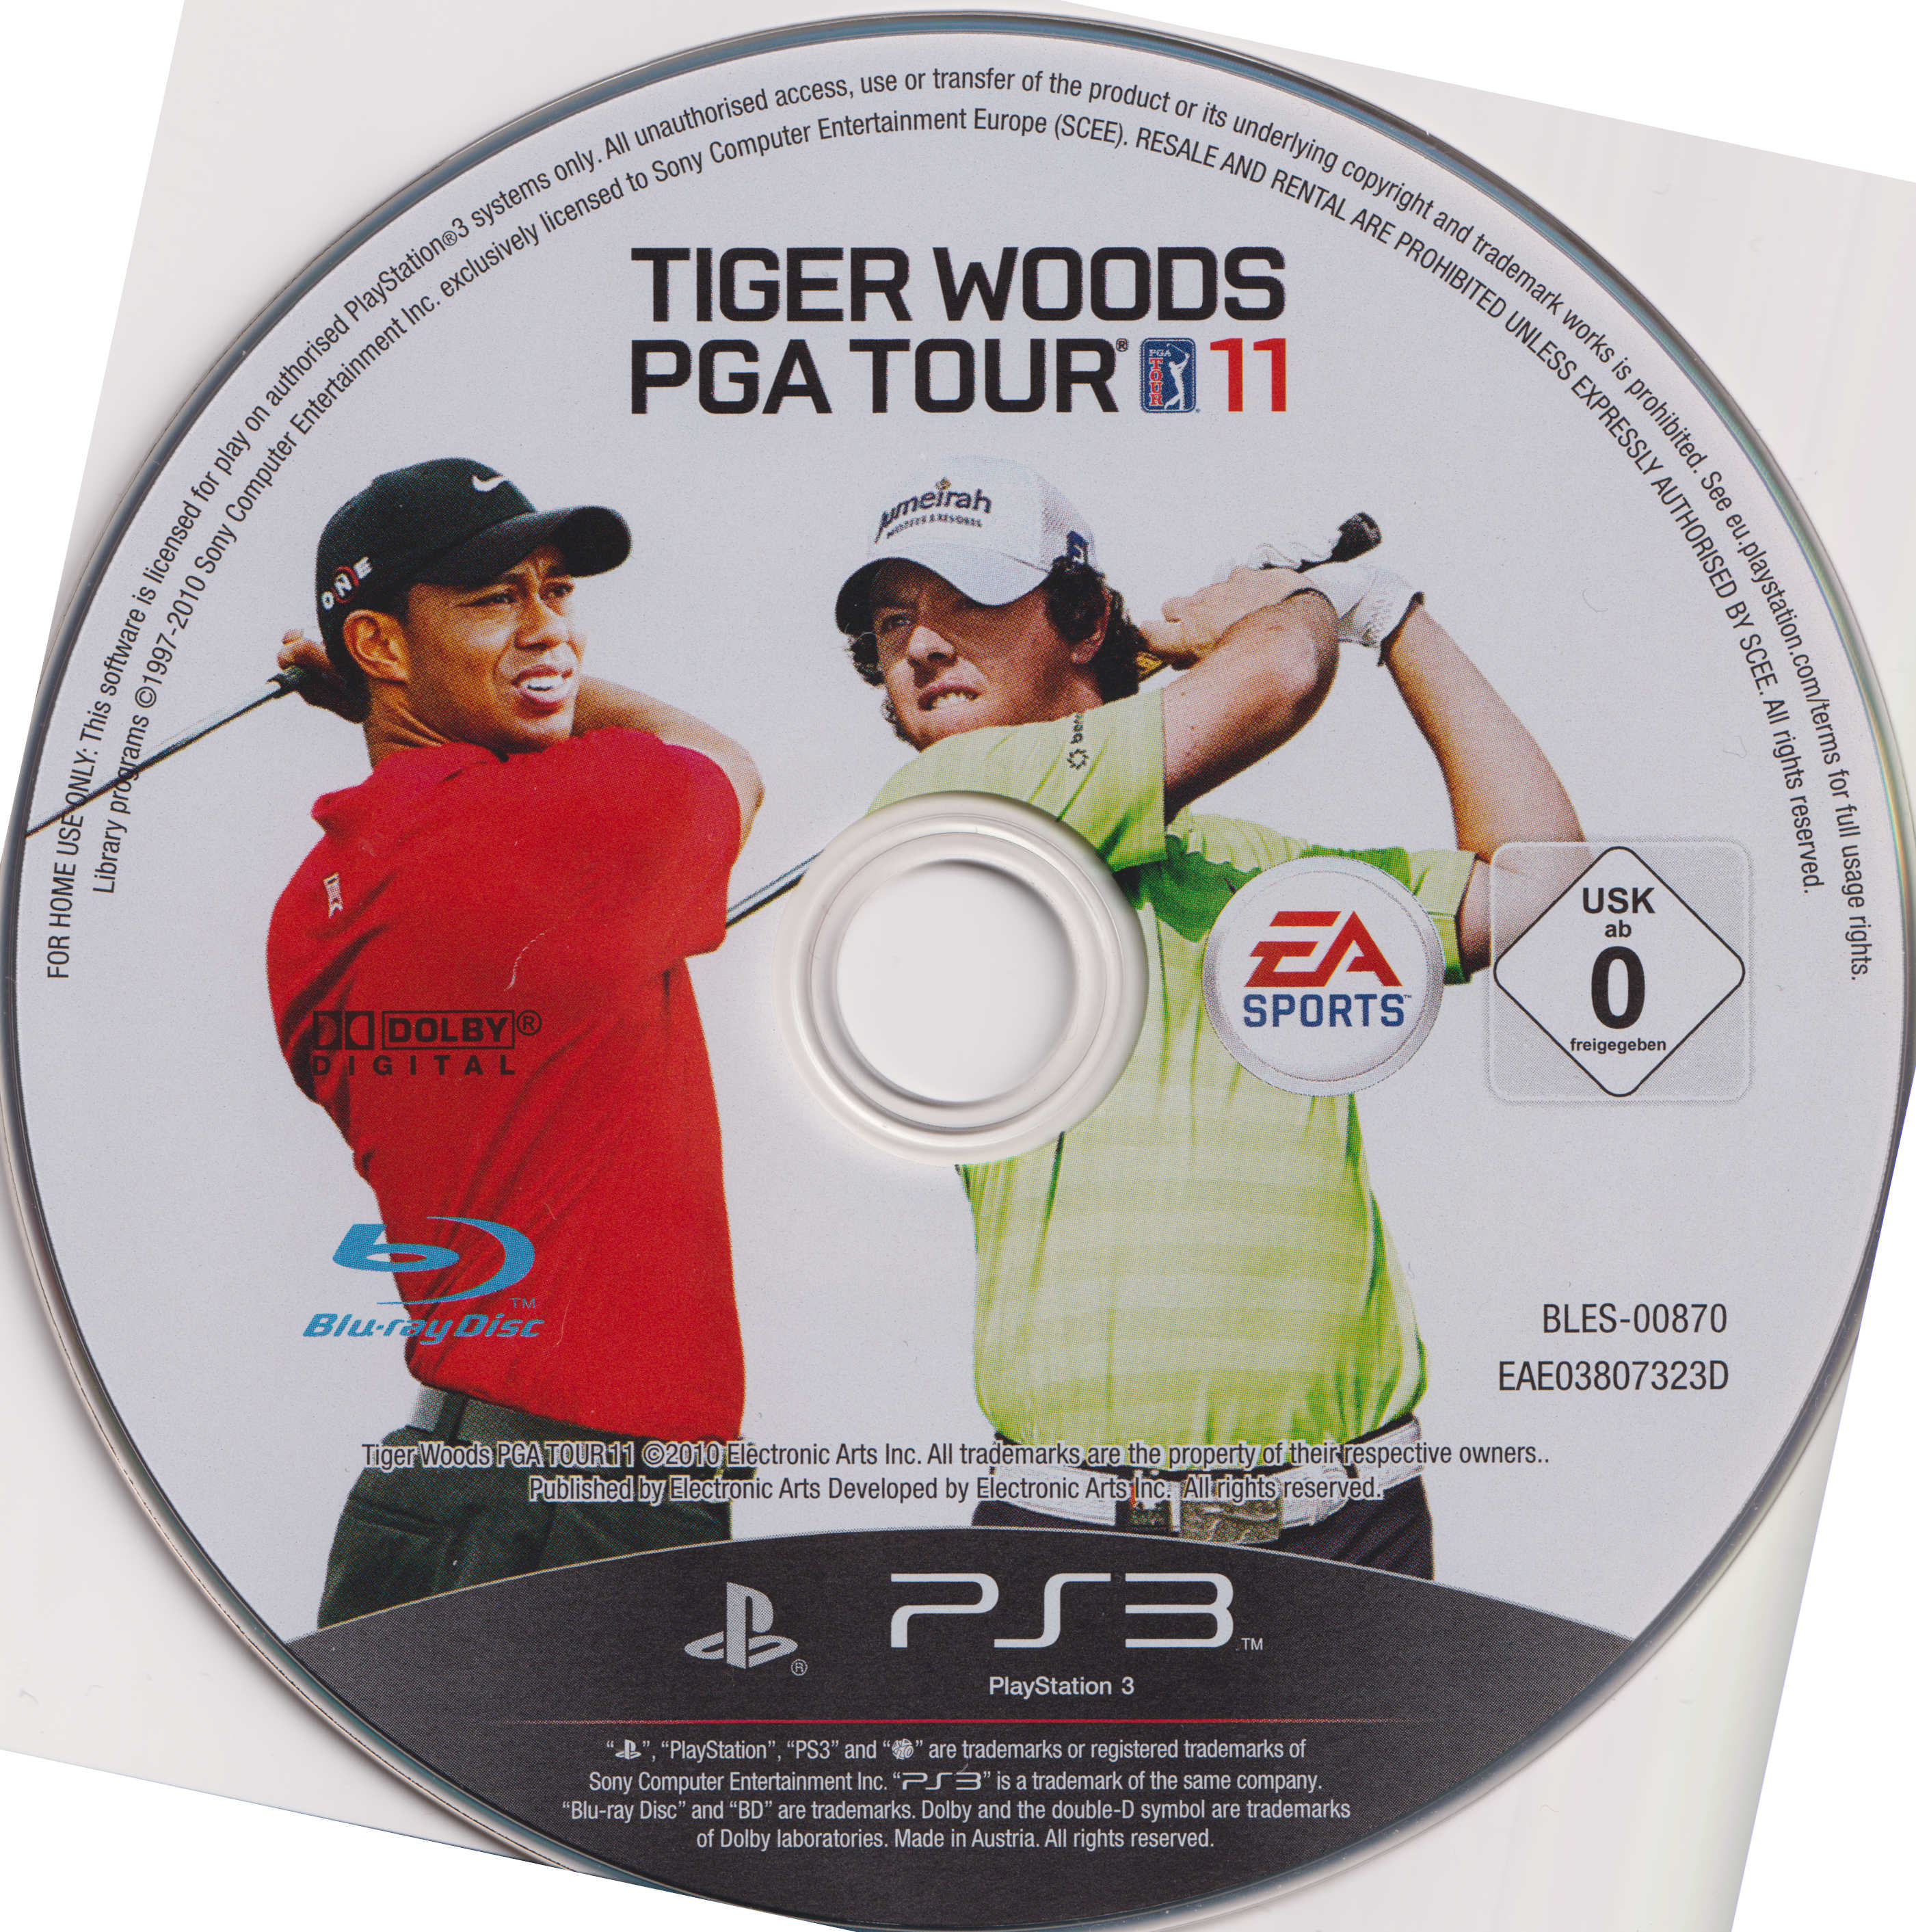 FOR HOME USE ONLY: This software is licensed for play on authorised PlayStation®3 systems only. All unauthorised access, use or transfer of the product or its underlying copyright and trademark works is prohibited. See eu.playstation.com/terms for full usage rights.
Library programs ©1997-2010 Sony Computer Entertainment Inc. exclusively licensed to Sony Computer Entertainment Europe (SCEE). RESALE AND RENTAL ARE PROHIBITED UNLESS EXPRESSLY AUTHORISED BY SCEE. All rights reserved.
TIGER WOODS
PGA TOUR® PGA TOUR 11
ONE
jumeirah
HOTELS & RESORTS
DOLBY®
DIGITAL
EA
SPORTS™
USK
ab
0
freigegeben
Blu-ray Disc™
BLES-00870
EAE03807323D
Tiger Woods PGA TOUR 11 ©2010 Electronic Arts Inc. All trademarks are the property of their respective owners..
Published by Electronic Arts Developed by Electronic Arts Inc. All rights reserved.
® PS3™
PlayStation 3
“”, “PlayStation”, “PS3” and “” are trademarks or registered trademarks of
Sony Computer Entertainment Inc. “PS3” is a trademark of the same company.
“Blu-ray Disc” and “BD” are trademarks. Dolby and the double-D symbol are trademarks
of Dolby laboratories. Made in Austria. All rights reserved.